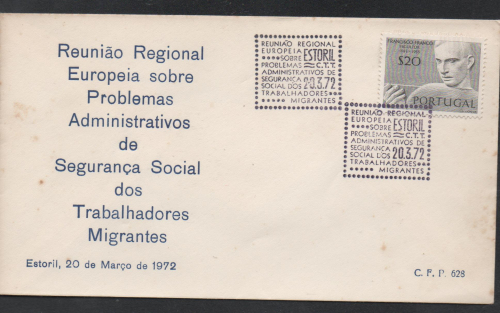 Reunião Regional
Europeia sobre
Problemas
Administrativos
de
Segurança Social
dos
Trabalhadores
Migrantes
Estoril, 20 de Março de 1972
REUNIÃO REGIONAL
EUROPEIA ESTORIL
SOBRE
PROBLEMAS C.T.T.
ADMINISTRATIVOS DE
SEGURANÇA 20.3.72
SOCIAL DOS
TRABALHADORES
MIGRANTES
FRANCISCO FRANCO
$20
PORTUGAL
REUNIÃO REGIONAL
EUROPEIA ESTORIL
SOBRE
PROBLEMAS C.T.T.
ADMINISTRATIVOS DE
SEGURANÇA 20.3.72
SOCIAL DOS
TRABALHADORES
MIGRANTES
C. F. P. 628